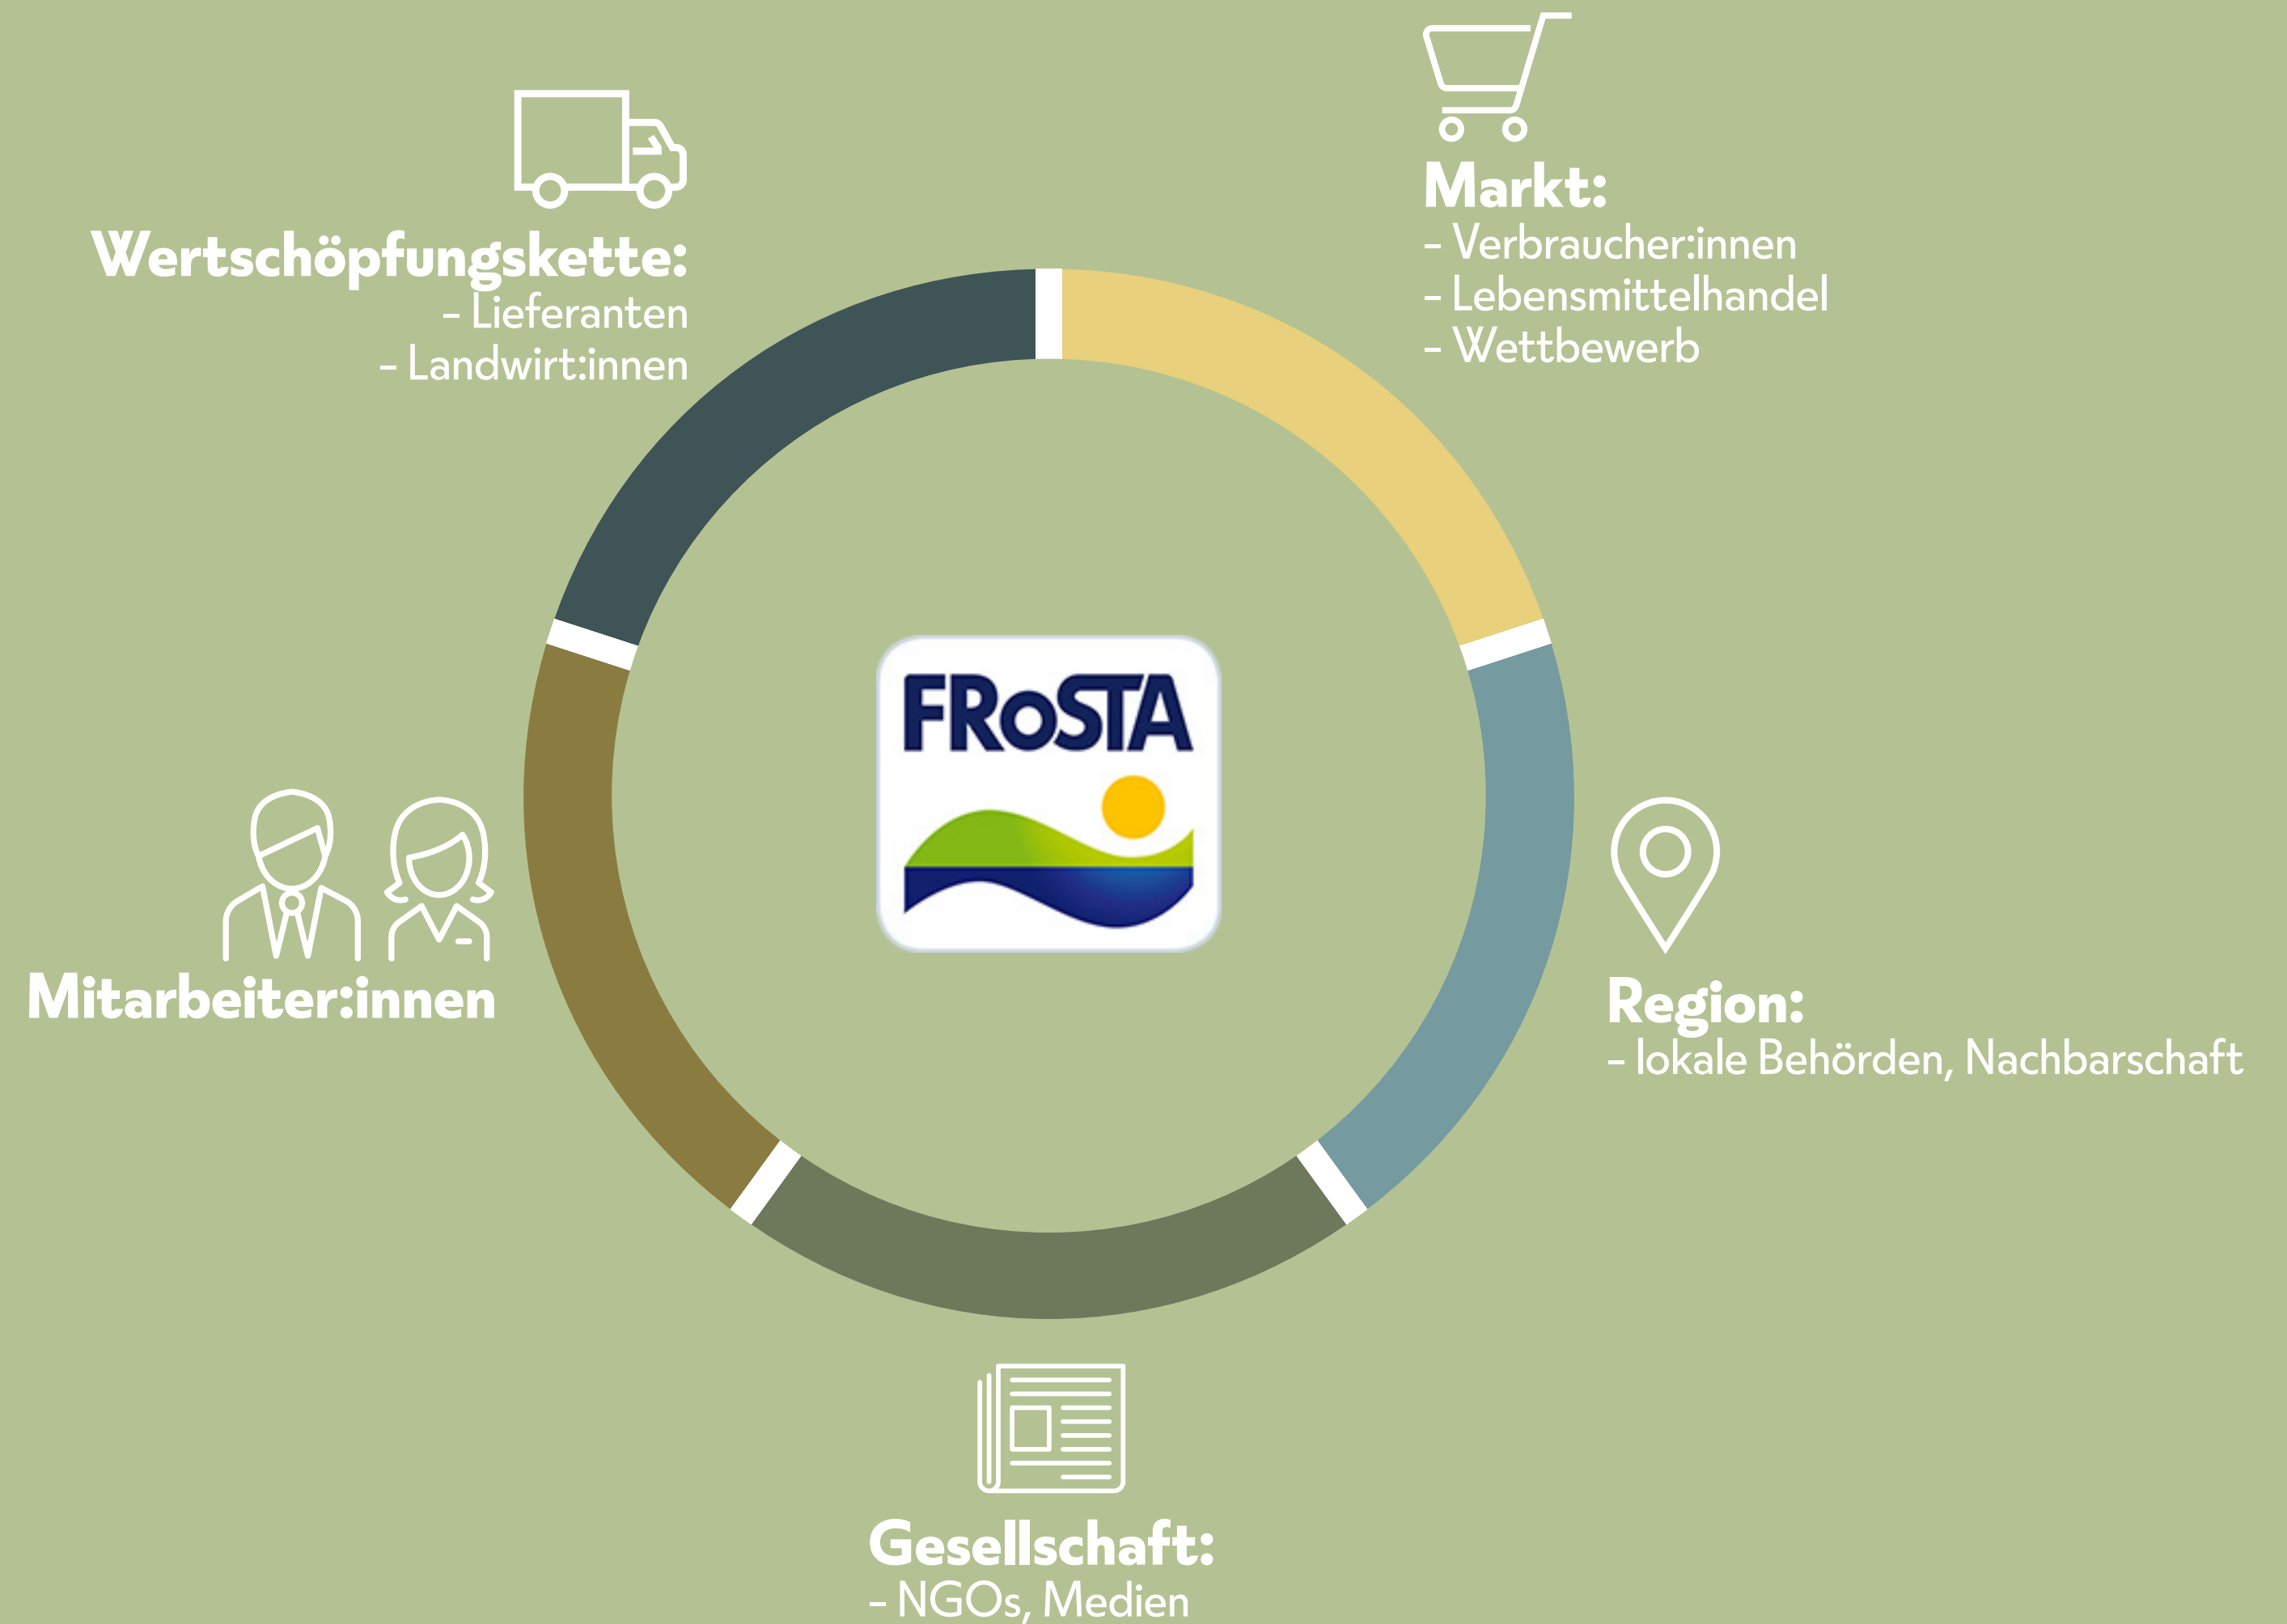 Markt:
– Verbraucher:innen
– Lebensmittelhandel
– Wettbewerb
Wertschöpfungskette:
– Lieferanten
– Landwirt:innen
FRoSTA
Mitarbeiter:innen
Region:
– lokale Behörden, Nachbarschaft
Gesellschaft:
– NGOs, Medien